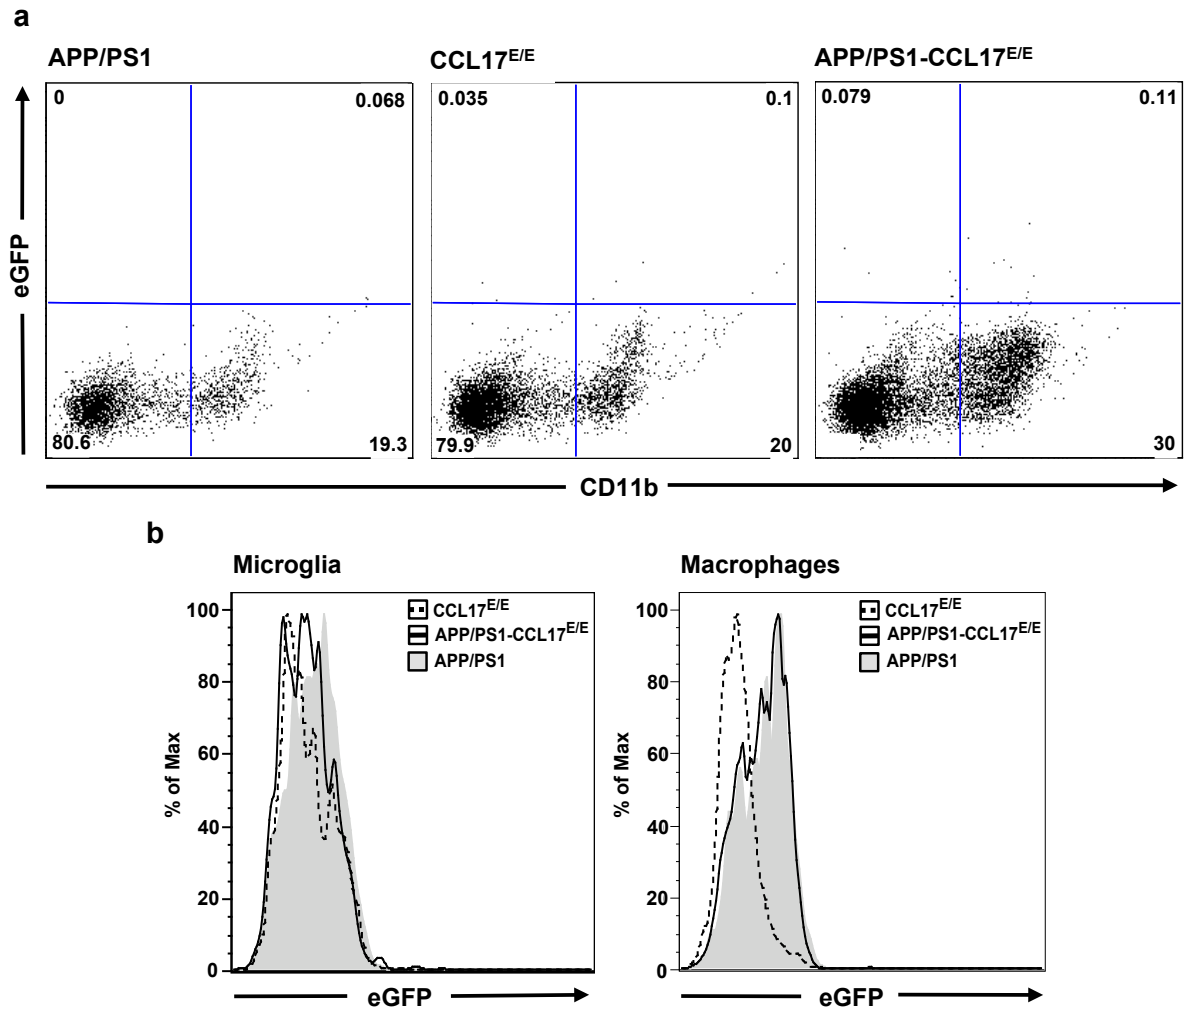 a
APP/PS1
CCL17E/E
APP/PS1-CCL17E/E
eGFP
0
0.068
80.6
19.3
0.035
0.1
79.9
20
0.079
0.11
30
CD11b
b
Microglia
Macrophages
% of Max
100
80
60
40
20
0
CCL17E/E
APP/PS1-CCL17E/E
APP/PS1
eGFP
% of Max
100
80
60
40
20
0
CCL17E/E
APP/PS1-CCL17E/E
APP/PS1
eGFP